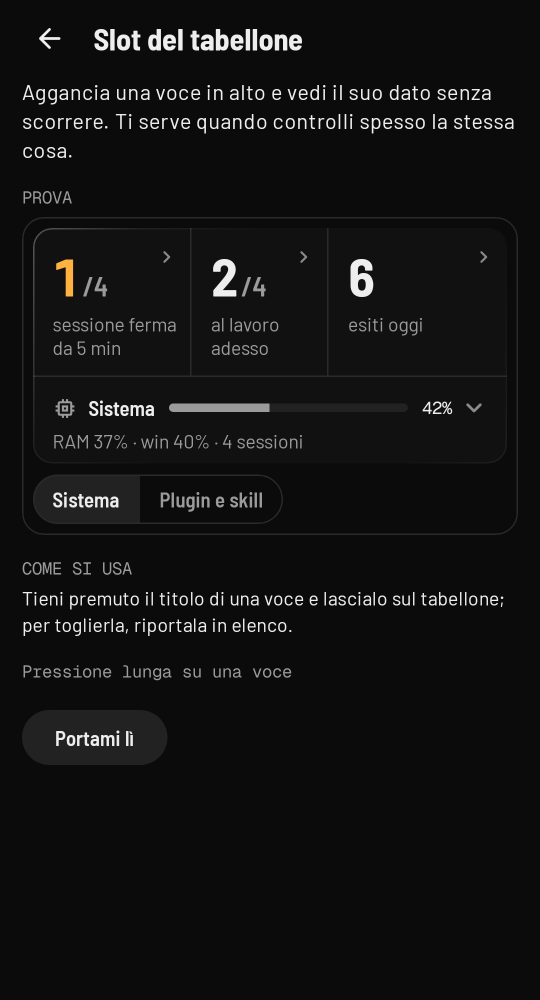 Slot del tabellone
Aggancia una voce in alto e vedi il suo dato senza
scorrere. Ti serve quando controlli spesso la stessa
cosa.
PROVA
1/4
sessione ferma
da 5 min
2/4
al lavoro
adesso
6
esiti oggi
Sistema 42%
RAM 37% · win 40% · 4 sessioni
Sistema Plugin e skill
COME SI USA
Tieni premuto il titolo di una voce e lascialo sul tabellone;
per toglierla, riportala in elenco.
Pressione lunga su una voce
Portami lì